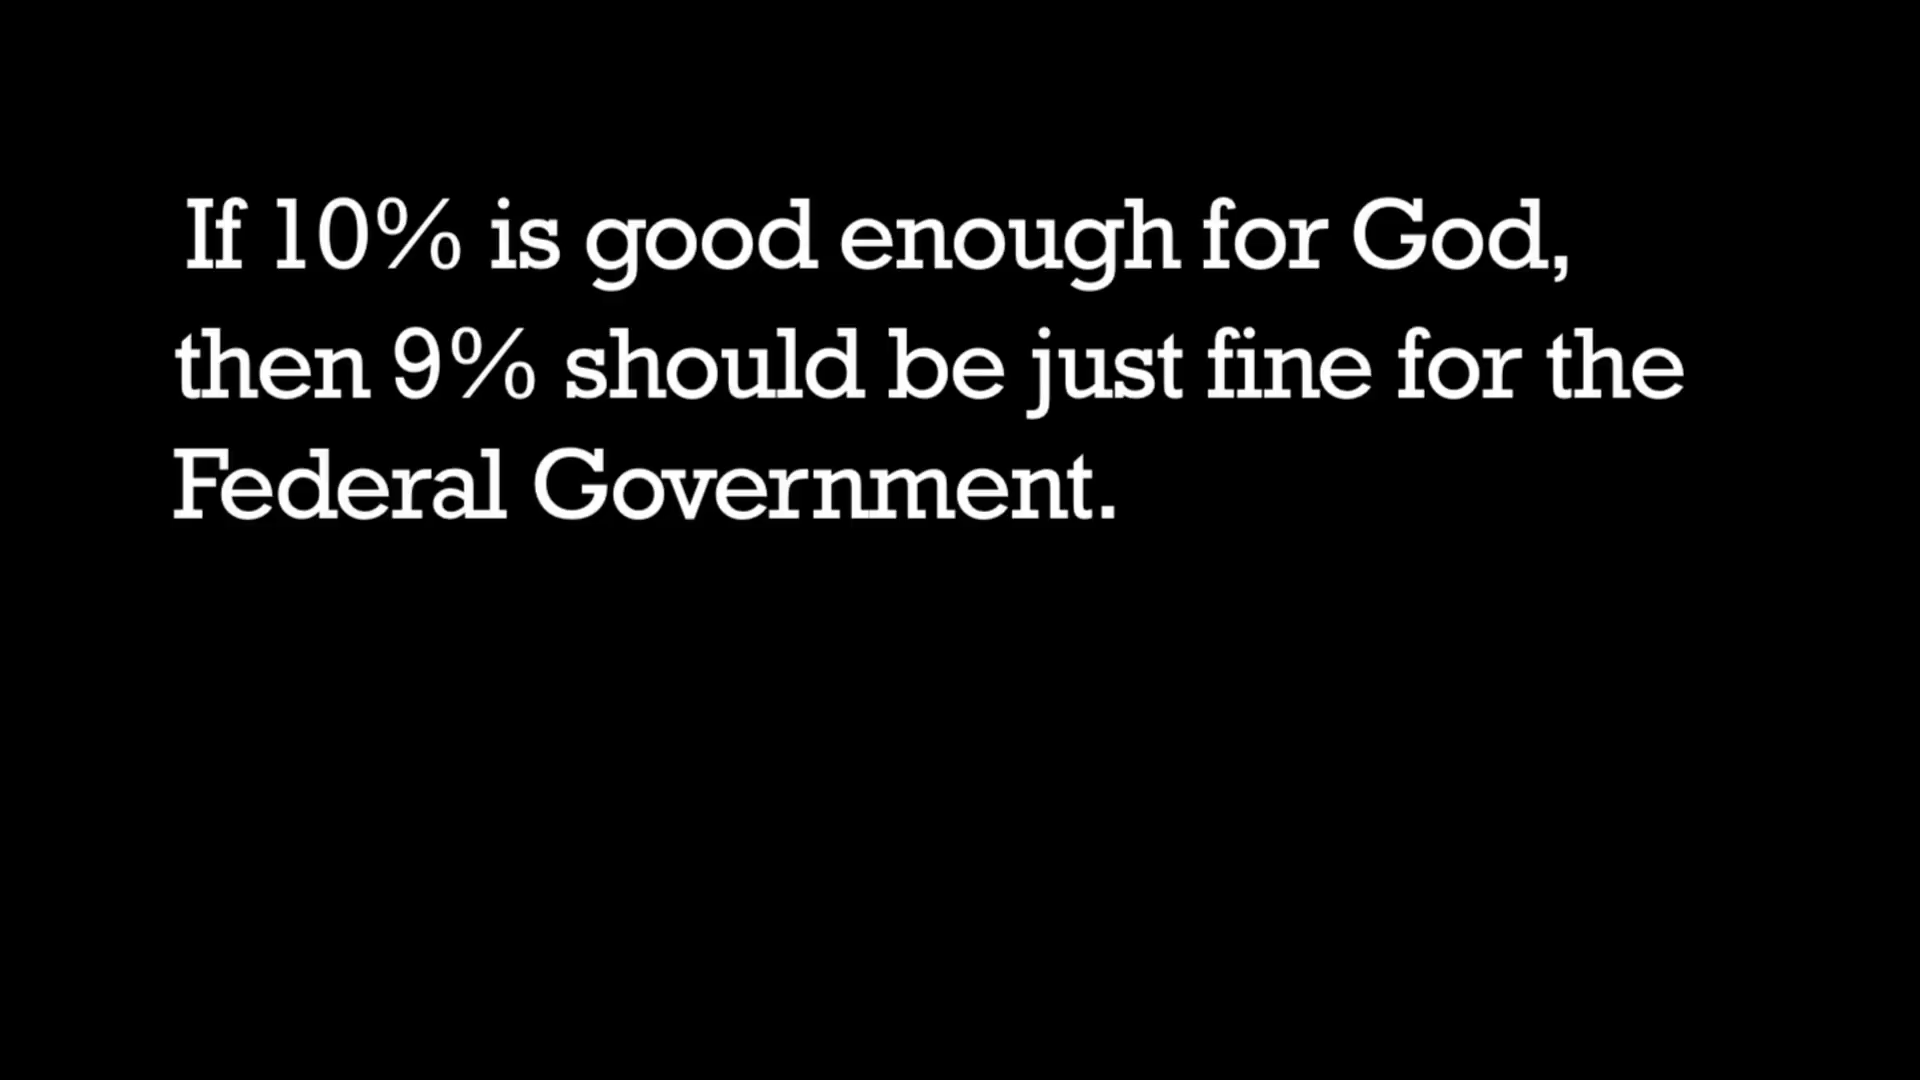 If 10% is good enough for God,
then 9% should be just fine for the
Federal Government.